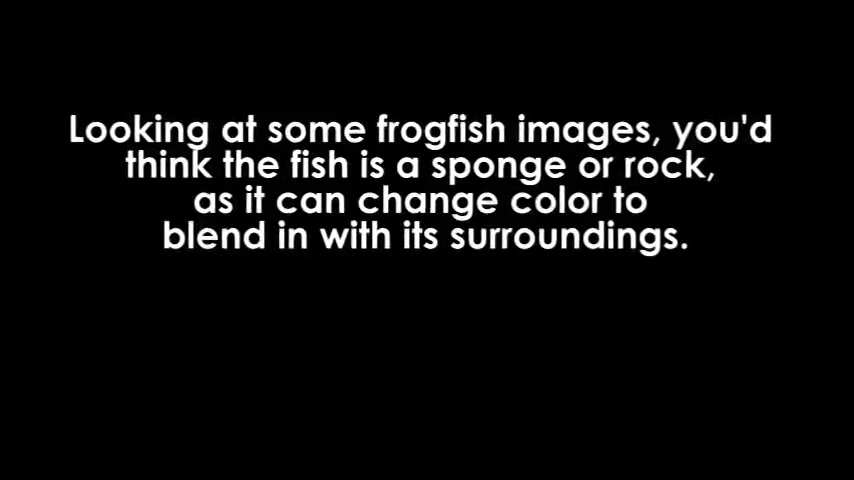 Looking at some frogfish images, you'd
think the fish is a sponge or rock,
as it can change color to
blend in with its surroundings.